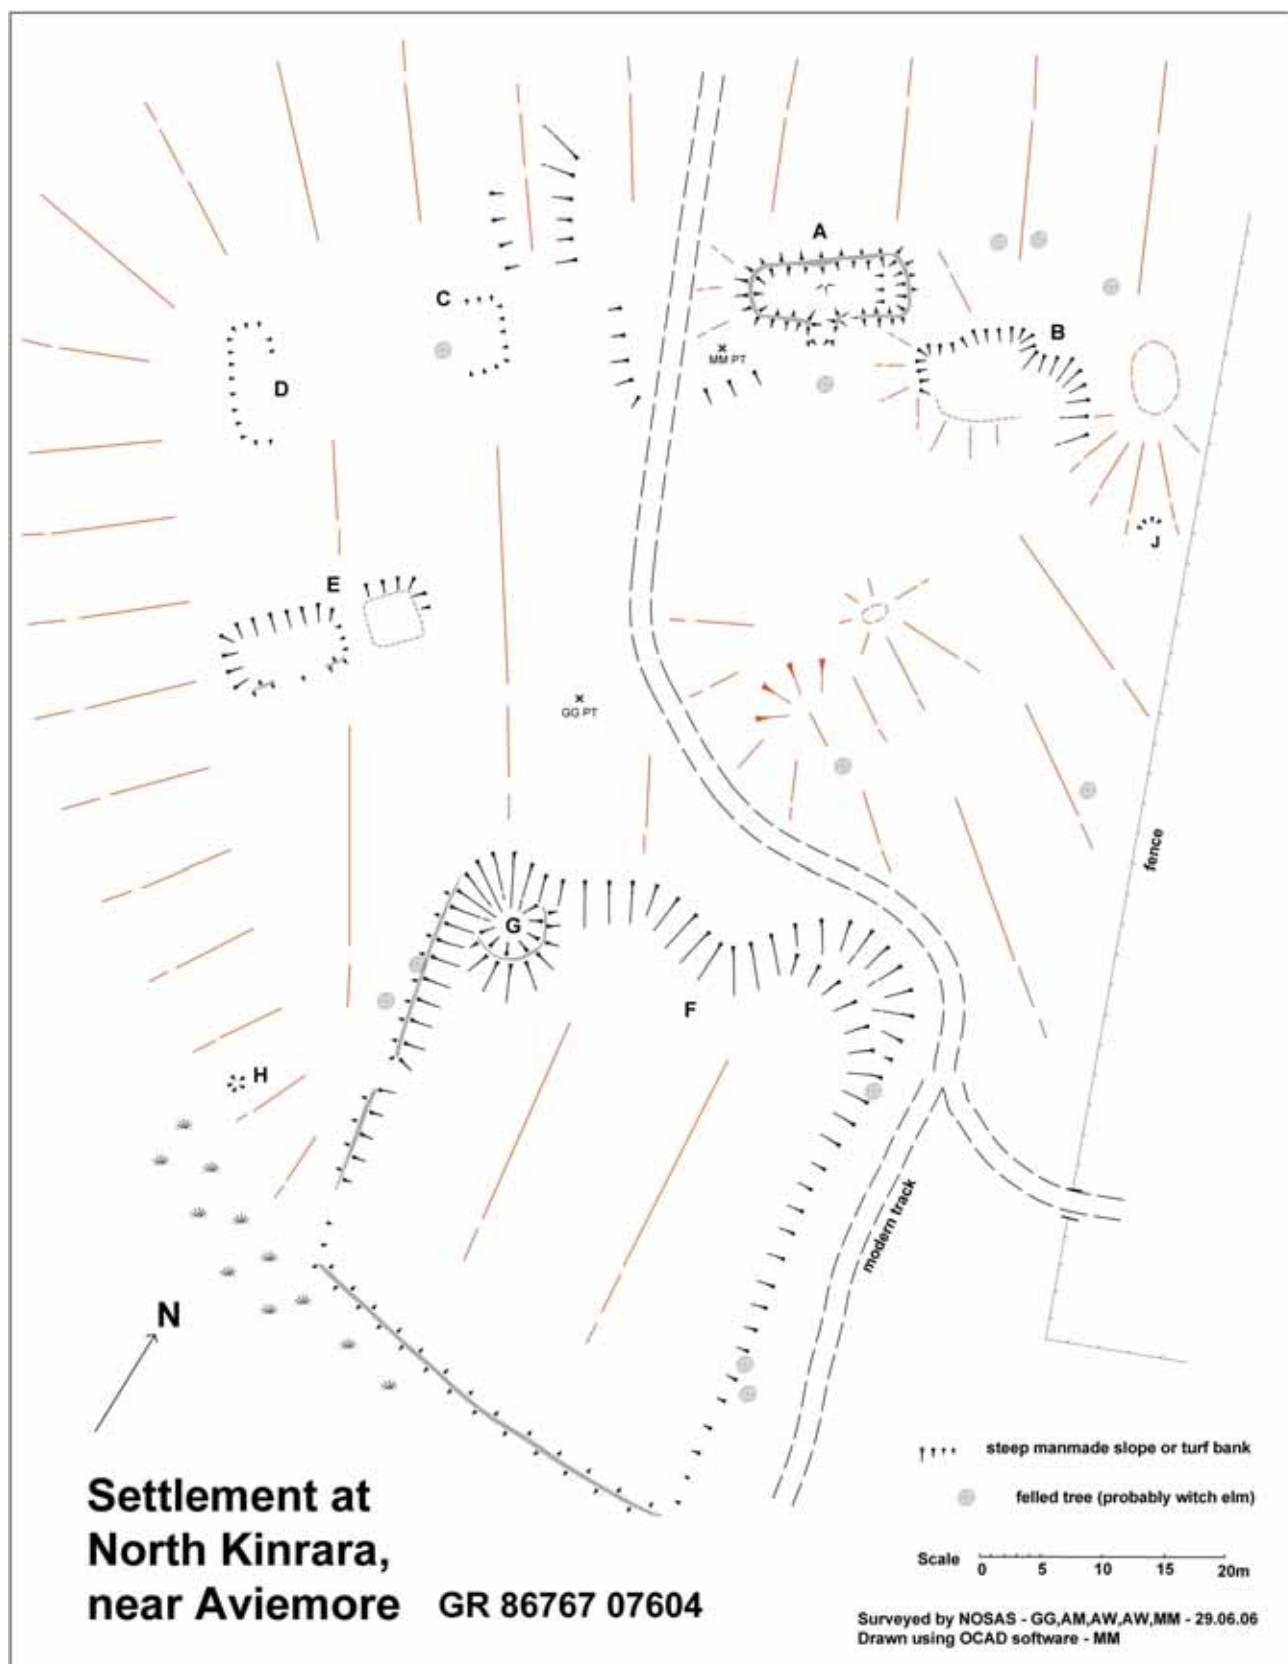 A
C
B
MM PT
D
J
E
GG PT
fence
G
F
H
modern track
N
steep manmade slope or turf bank
Settlement at
North Kinrara,
near Aviemore GR 86767 07604
felled tree (probably witch elm)
Scale 0 5 10 15 20m
Surveyed by NOSAS - GG,AM,AW,AW,MM - 29.06.06
Drawn using OCAD software - MM